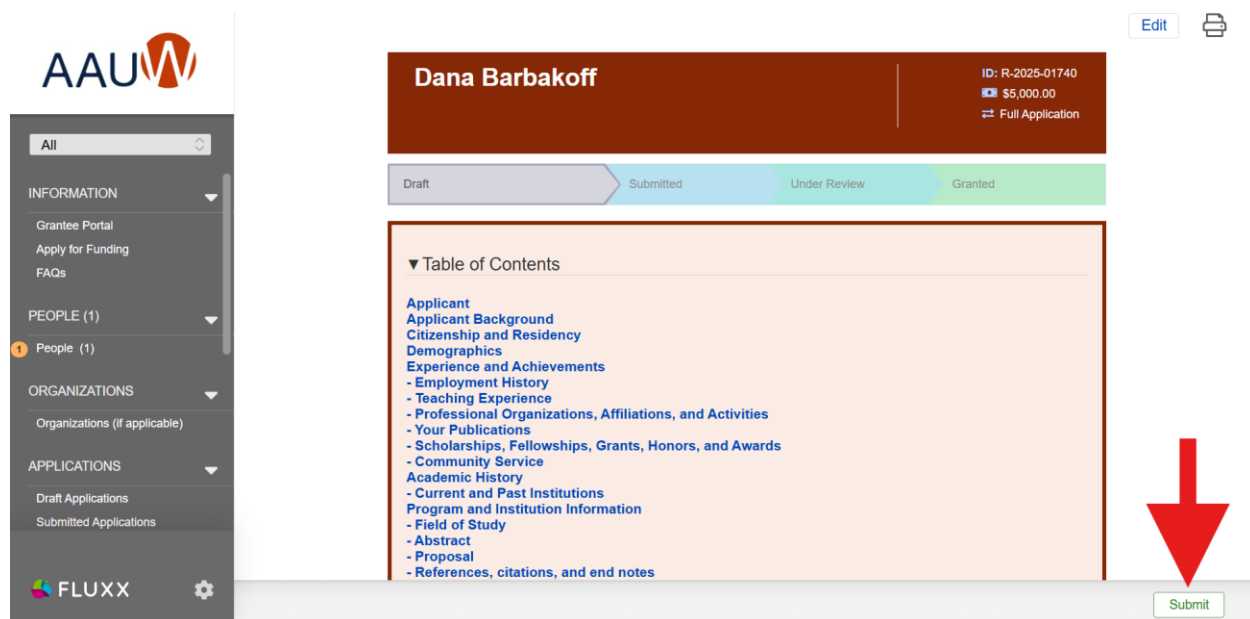 AAUW
All
INFORMATION
Grantee Portal
Apply for Funding
FAQs
PEOPLE (1)
1 People (1)
ORGANIZATIONS
Organizations (if applicable)
APPLICATIONS
Draft Applications
Submitted Applications
FLUXX
Edit
Dana Barbakoff
ID: R-2025-01740
$5,000.00
Full Application
Draft
Submitted
Under Review
Granted
▼Table of Contents
Applicant
Applicant Background
Citizenship and Residency
Demographics
Experience and Achievements
- Employment History
- Teaching Experience
- Professional Organizations, Affiliations, and Activities
- Your Publications
- Scholarships, Fellowships, Grants, Honors, and Awards
- Community Service
Academic History
- Current and Past Institutions
Program and Institution Information
- Field of Study
- Abstract
- Proposal
- References, citations, and end notes
Submit